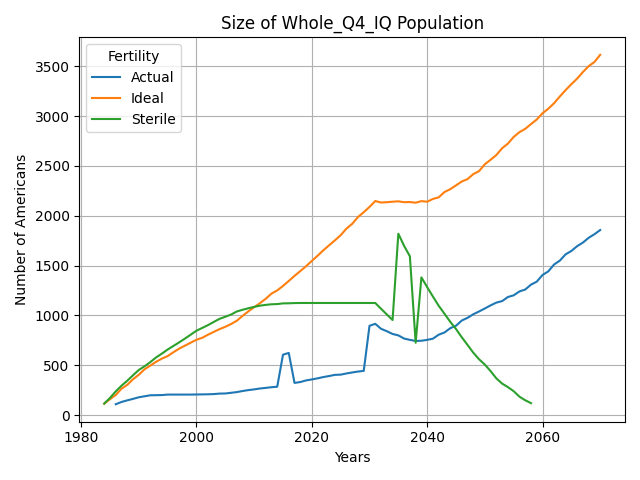 Size of Whole_Q4_IQ Population
Fertility
Actual
Ideal
Sterile
Number of Americans
3500
3000
2500
2000
1500
1000
500
0
1980
2000
2020
2040
2060
Years